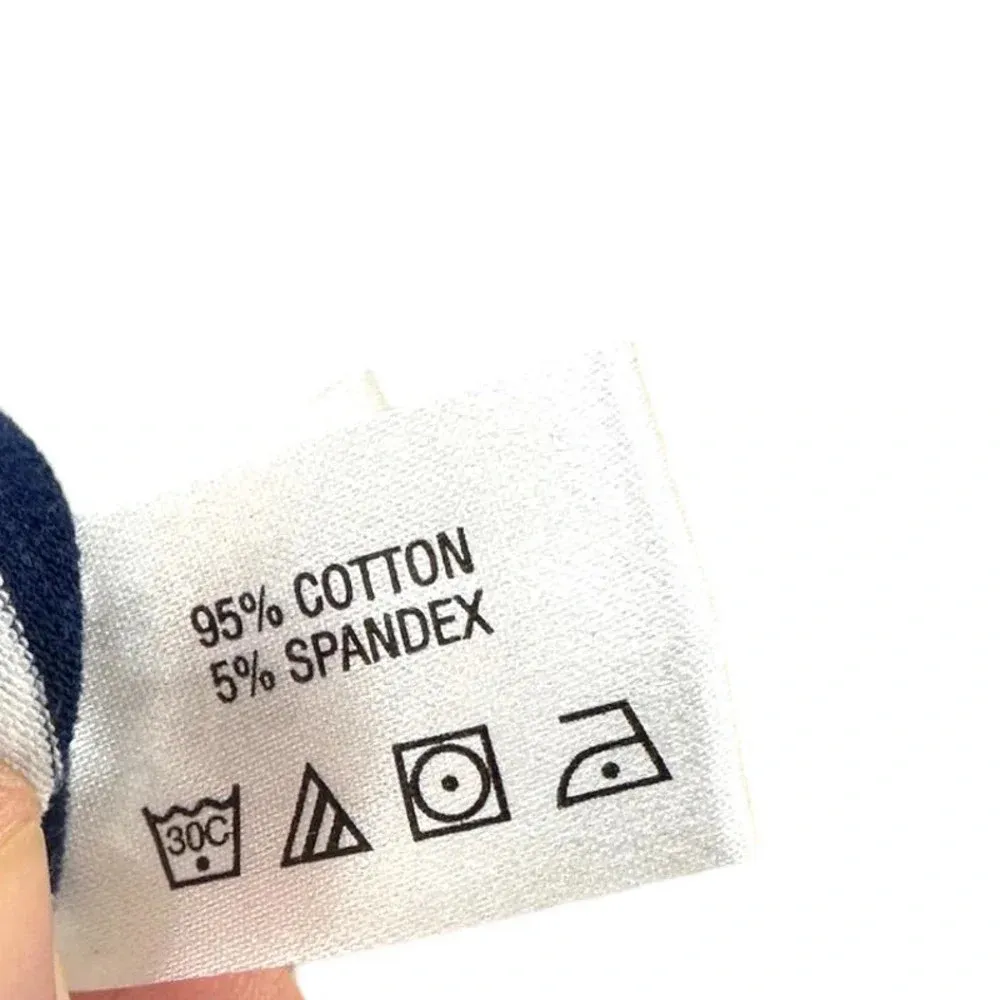 95% COTTON
5% SPANDEX
30C